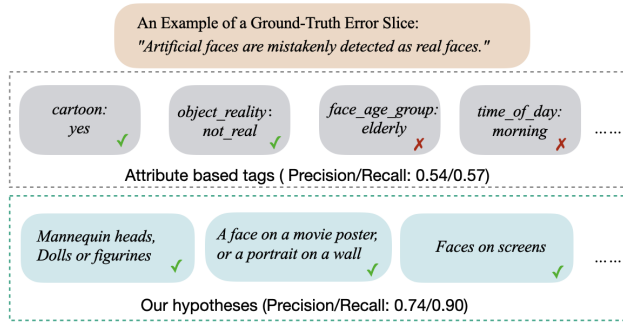 An Example of a Ground-Truth Error Slice:
"Artificial faces are mistakenly detected as real faces."
cartoon:
yes
object_reality:
not_real
face_age_group:
elderly
time_of_day:
morning
......
Attribute based tags ( Precision/Recall: 0.54/0.57)
Mannequin heads,
Dolls or figurines
A face on a movie poster,
or a portrait on a wall
Faces on screens
......
Our hypotheses (Precision/Recall: 0.74/0.90)